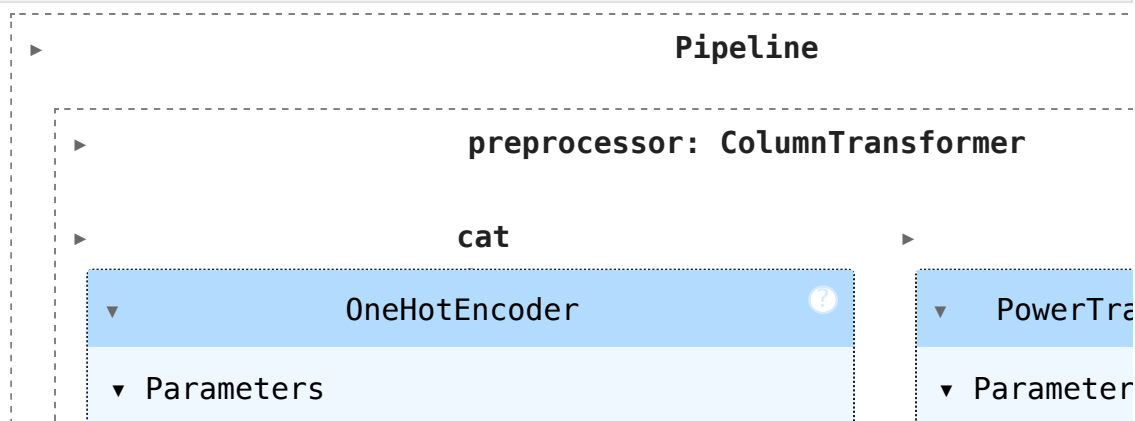 Pipeline
preprocessor: ColumnTransformer
cat
OneHotEncoder ?
Parameters